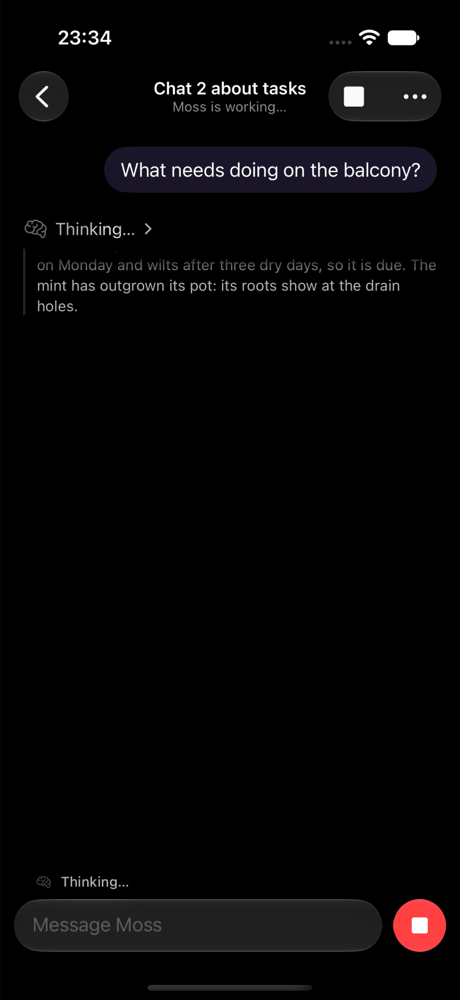 23:34
Chat 2 about tasks
Moss is working...
What needs doing on the balcony?
Thinking...
on Monday and wilts after three dry days, so it is due. The
mint has outgrown its pot: its roots show at the drain
holes.
Thinking...
Message Moss